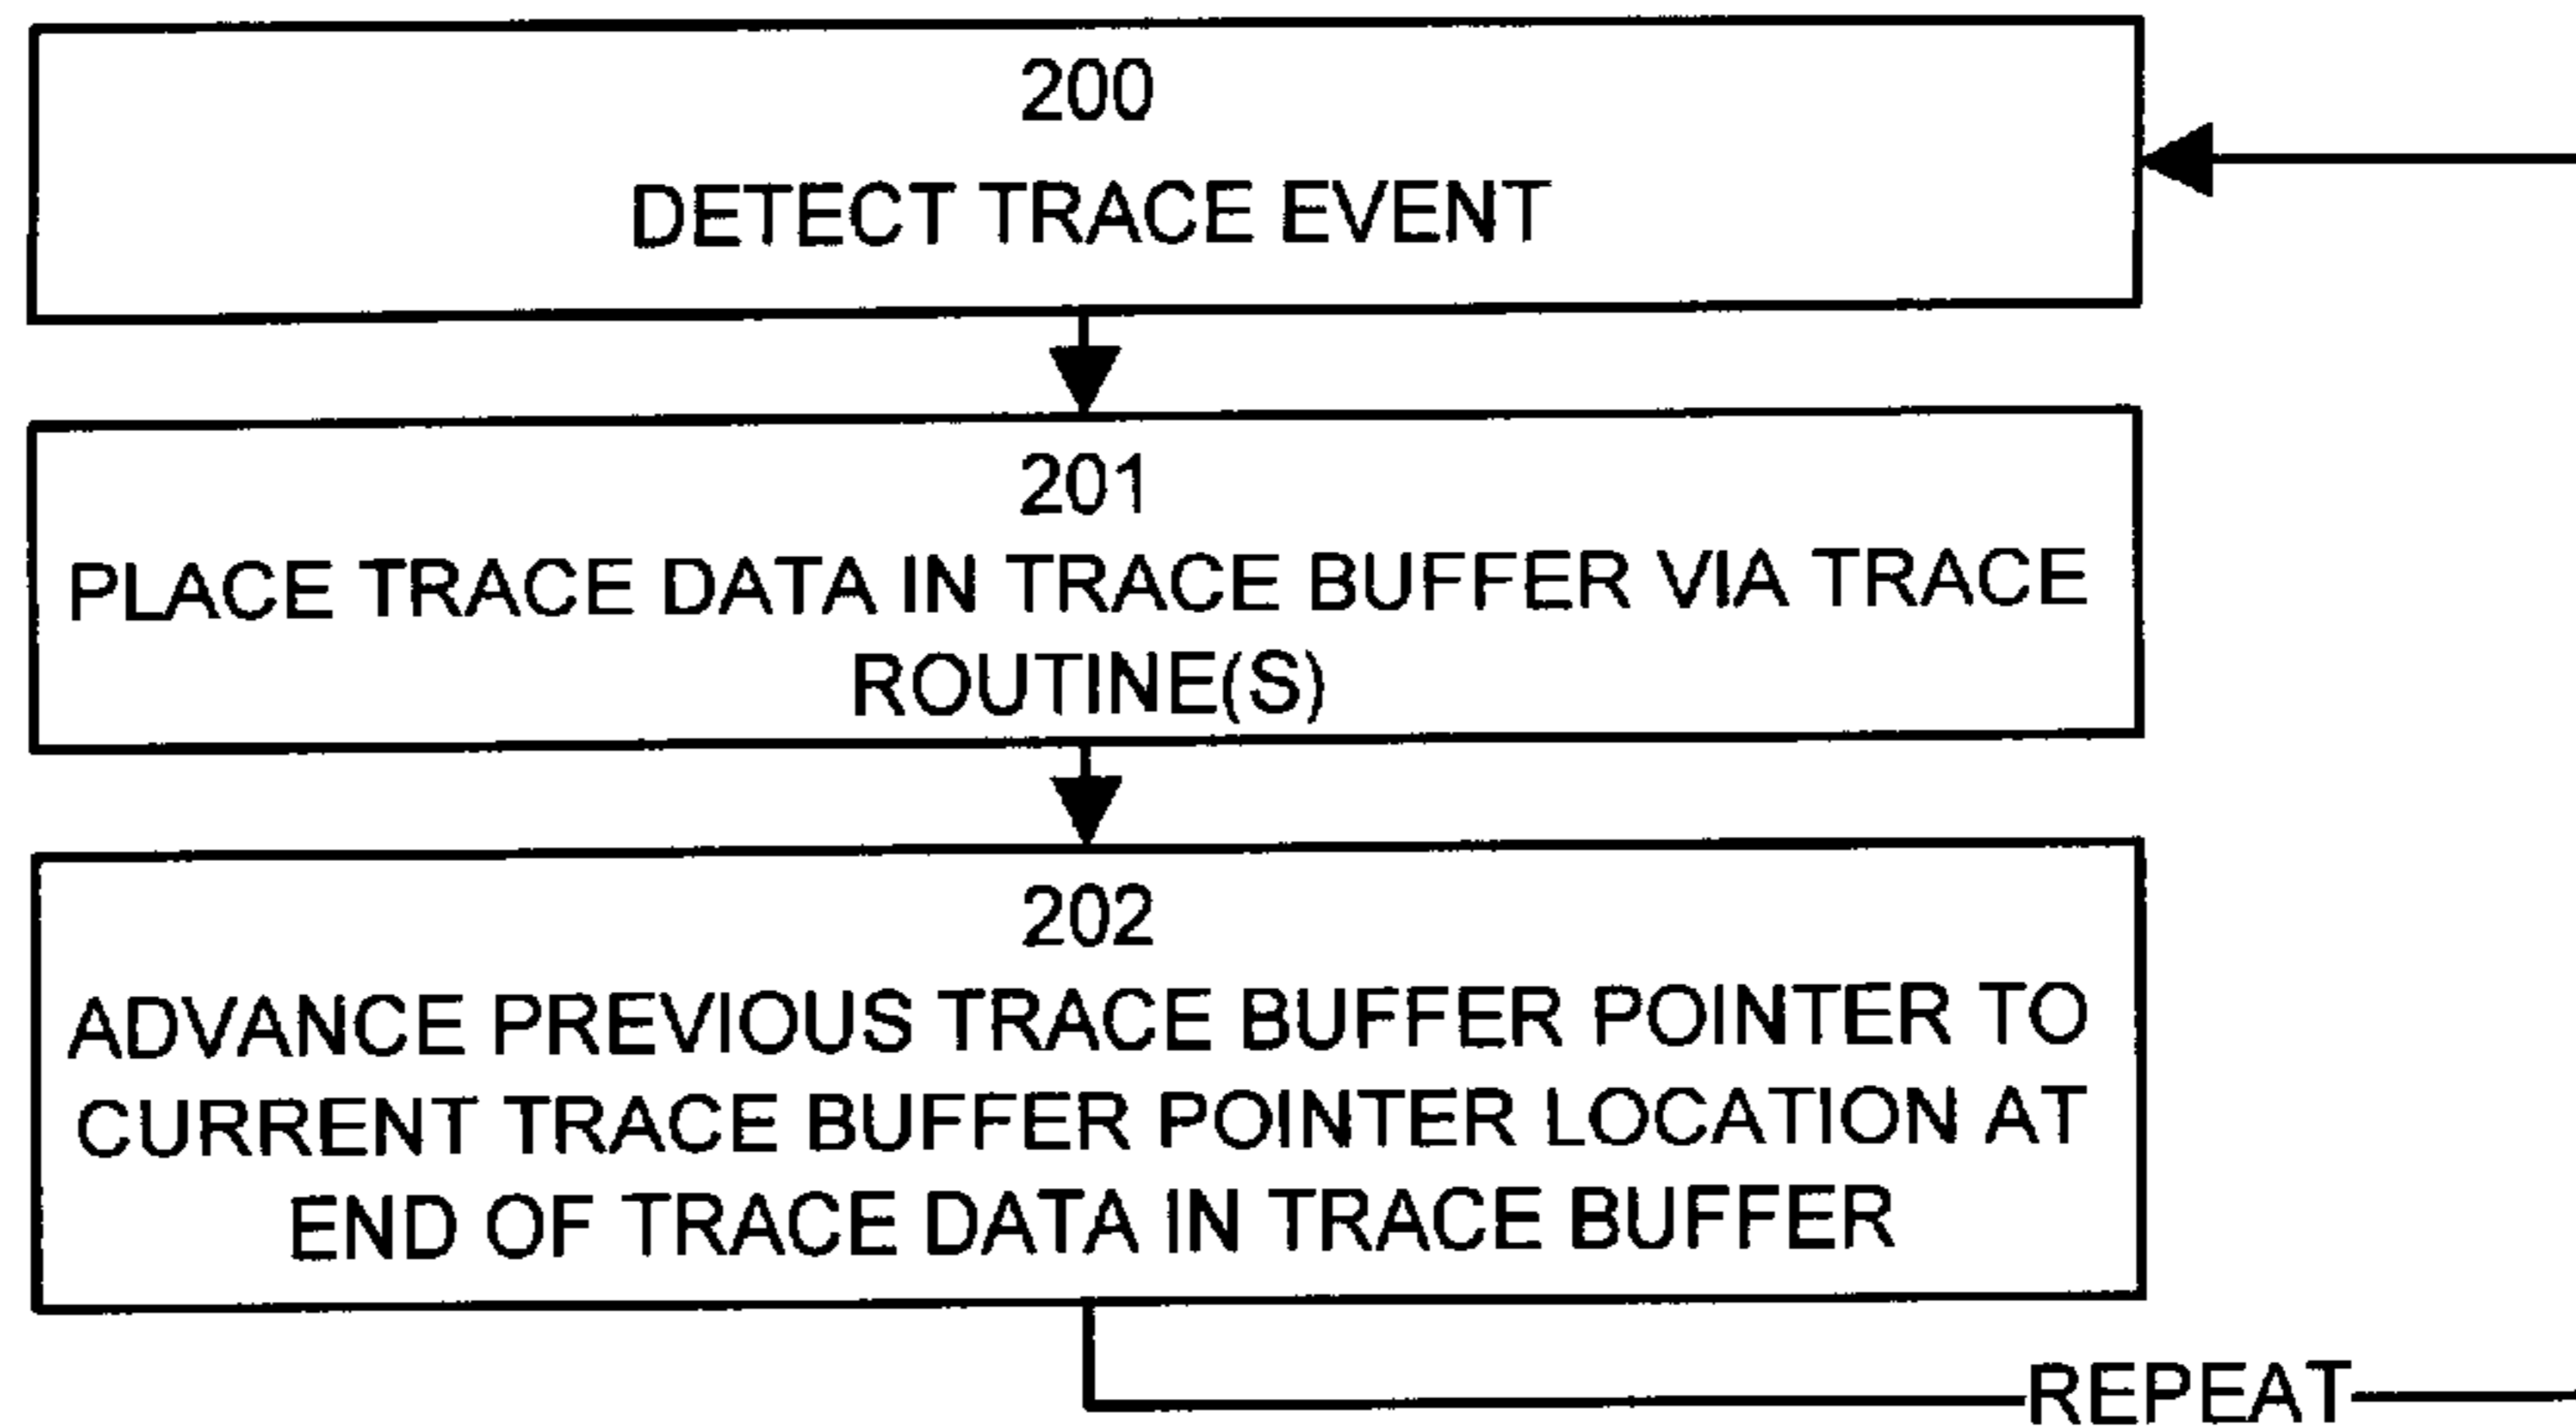 200
DETECT TRACE EVENT
201
PLACE TRACE DATA IN TRACE BUFFER VIA TRACE
ROUTINE(S)
202
ADVANCE PREVIOUS TRACE BUFFER POINTER TO
CURRENT TRACE BUFFER POINTER LOCATION AT
END OF TRACE DATA IN TRACE BUFFER
REPEAT